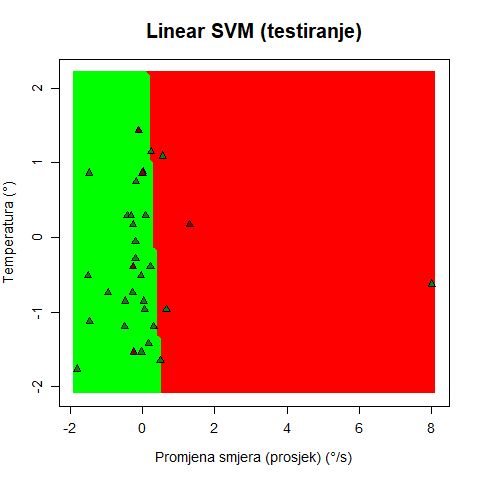 Linear SVM (testiranje)
Temperatura (°)
2
1
0
-1
-2
-2 0 2 4 6 8
Promjena smjera (prosjek) (°/s)